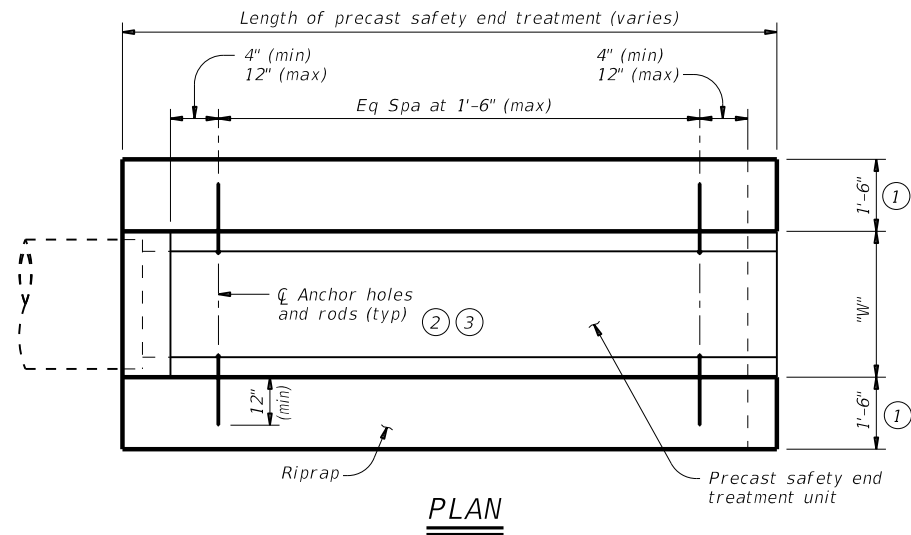 Length of precast safety end treatment (varies)
4" (min)
12" (max)
4" (min)
12" (max)
Eq Spa at 1'-6" (max)
1'-6"
1
℄ Anchor holes
and rods (typ)
2 3
"W"
12"
(min)
1'-6"
1
Riprap
Precast safety end
treatment unit
PLAN